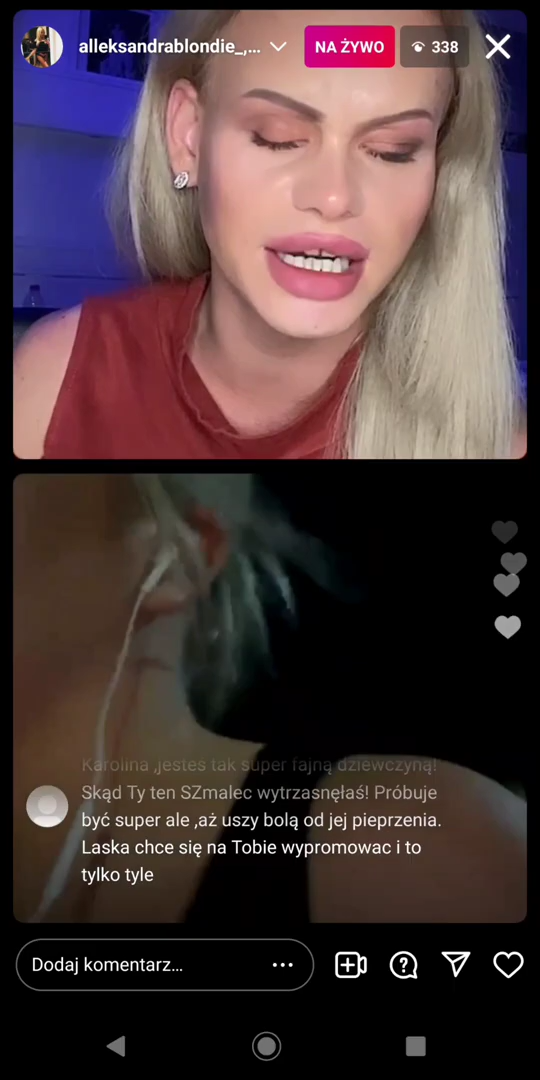 alleksandrablondie_,...
NA ŻYWO
338
Karolina ,jesteś tak super fajną dziewczyną!
Skąd Ty ten SZmalec wytrzasnęłaś! Próbuje
być super ale ,aż uszy bolą od jej pieprzenia.
Laska chce się na Tobie wypromowac i to
tylko tyle
Dodaj komentarz...